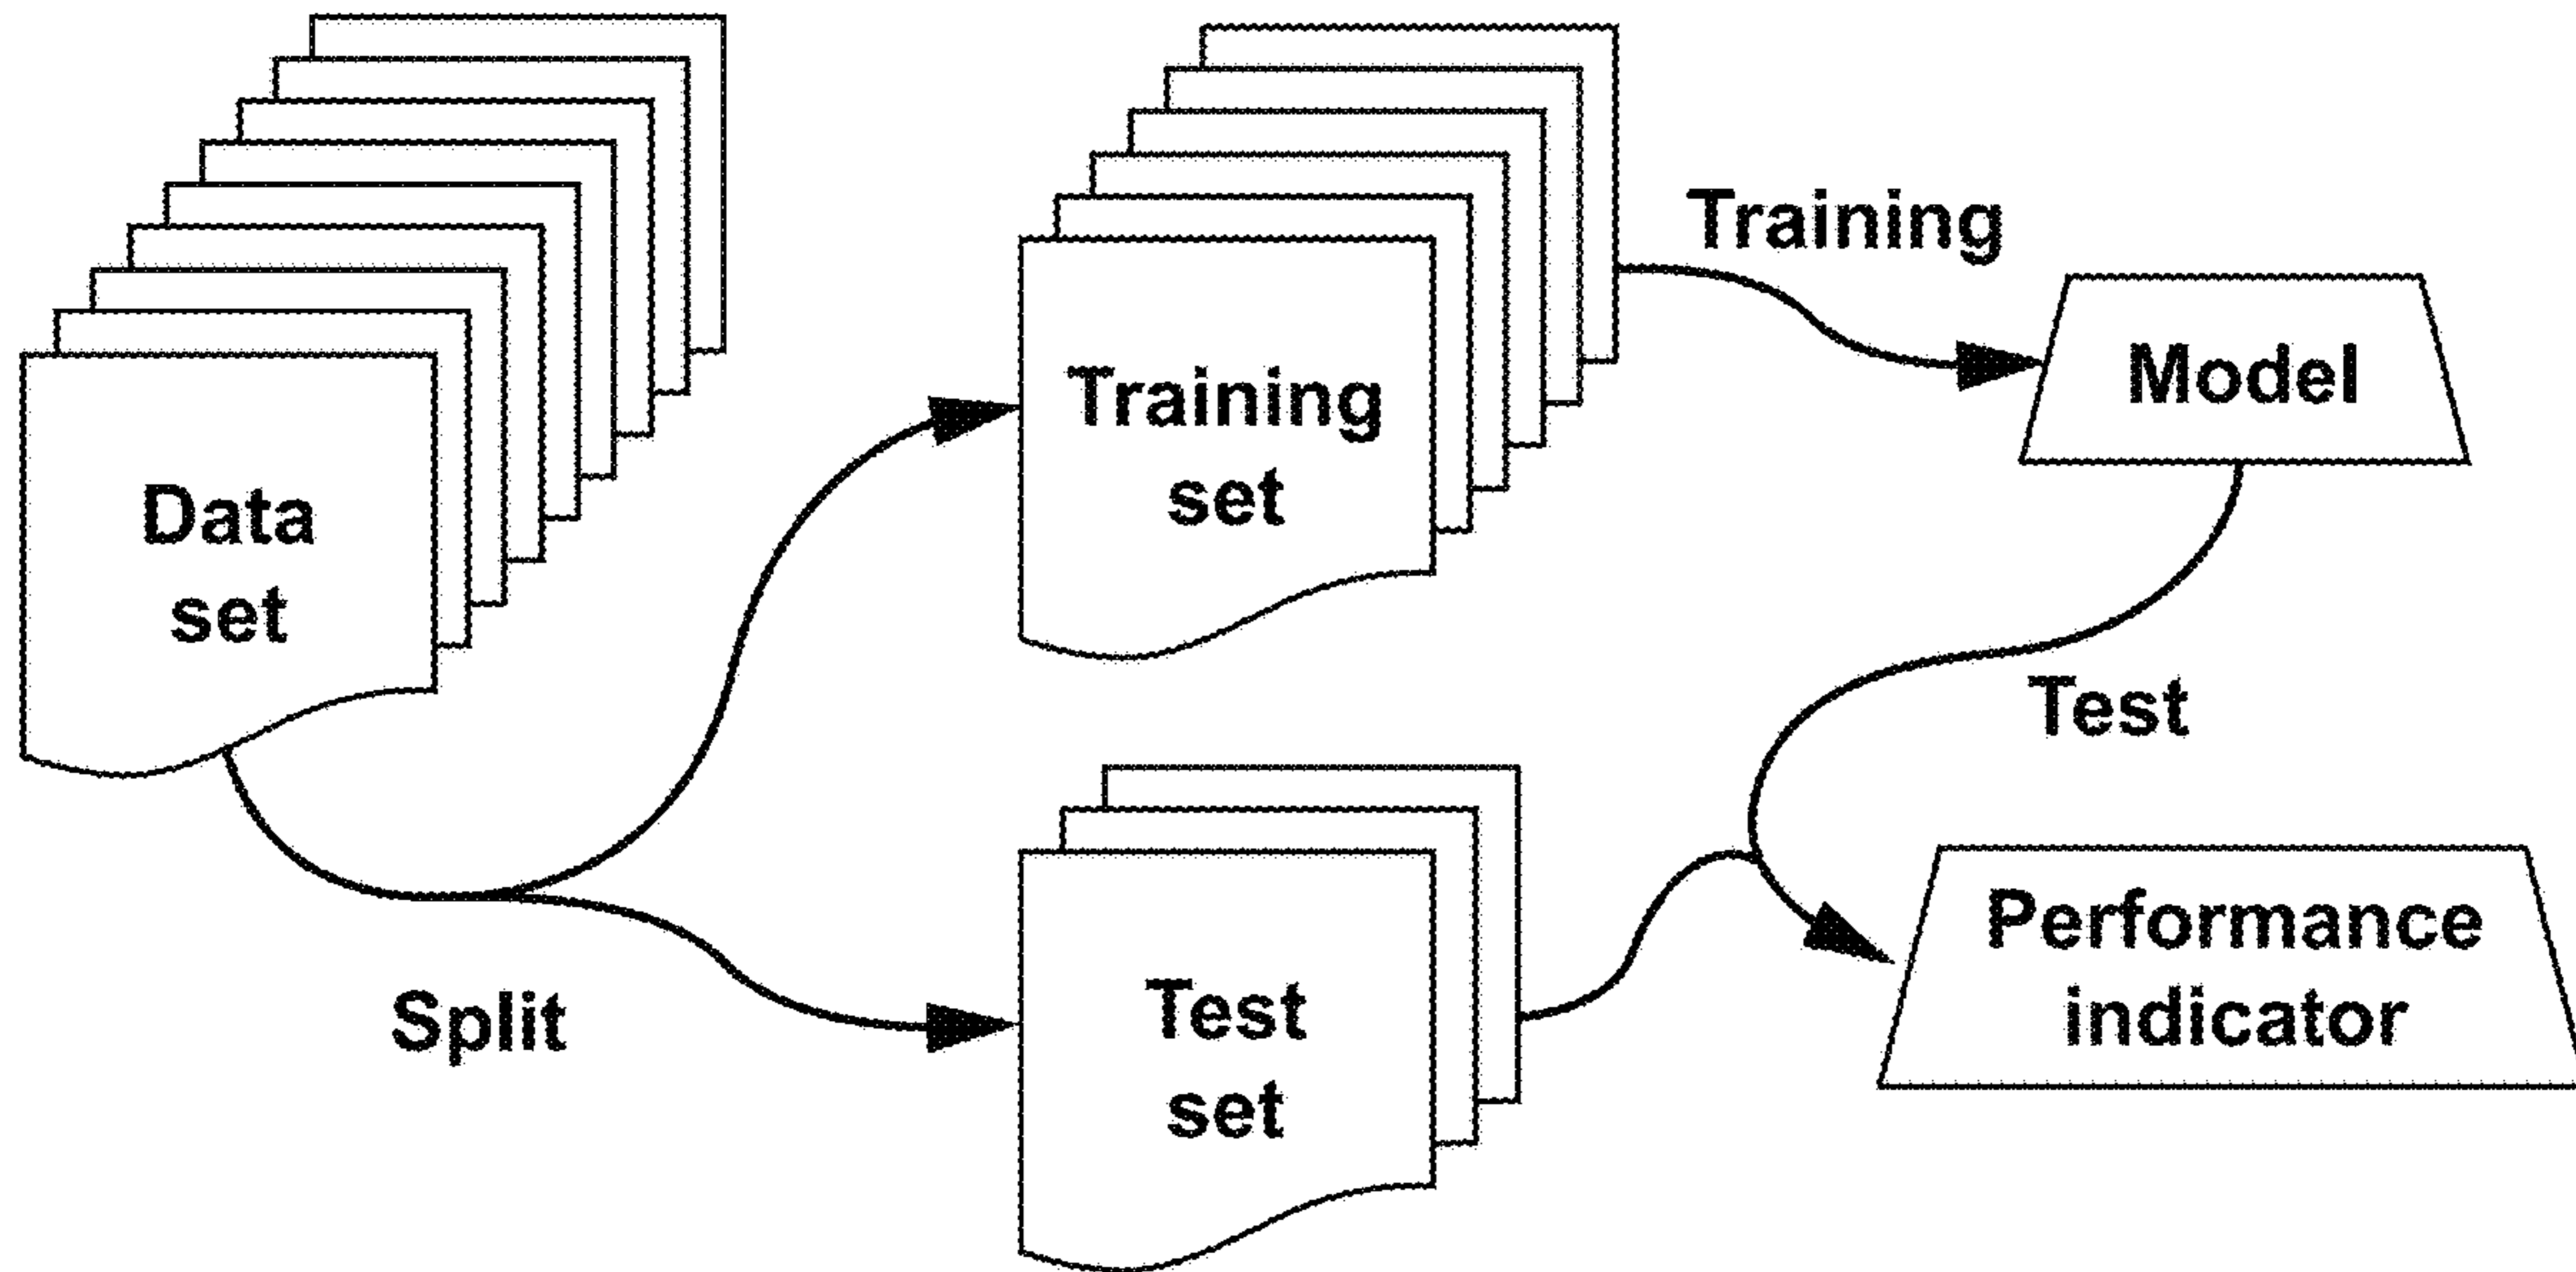 Data
set
Split
Training
set
Training
Model
Test
set
Test
Performance
indicator